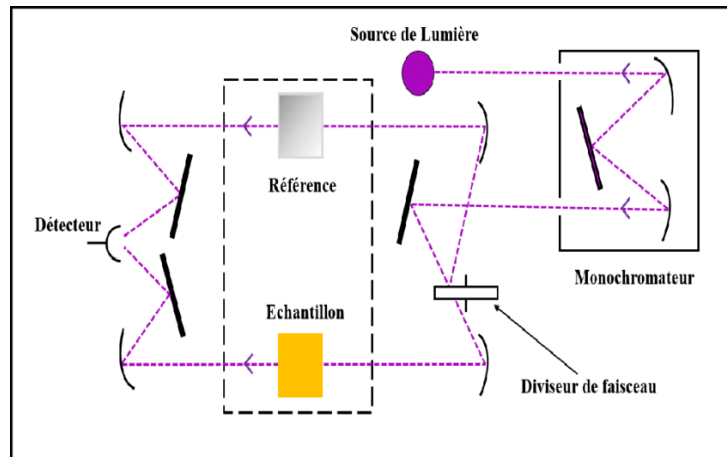 Source de Lumière
Référence
Détecteur
Monochromateur
Echantillon
Diviseur de faisceau